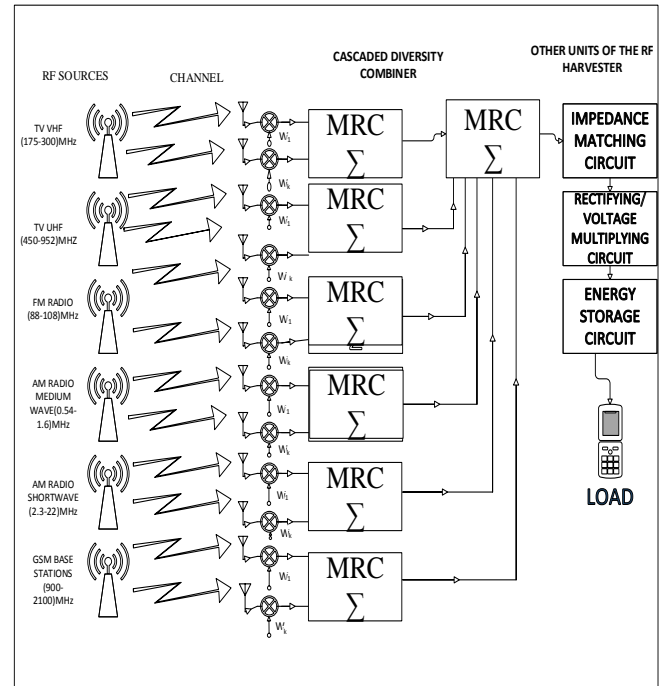 RF SOURCES
CHANNEL
CASCADED DIVERSITY
COMBINER
OTHER UNITS OF THE RF
HARVESTER
TV VHF
(175-300)MHz
TV UHF
(450-952)MHZ
FM RADIO
(88-108)MHz
AM RADIO
MEDIUM
WAVE(0.54-
1.6)MHz
AM RADIO
SHORTWAVE
(2.3-22)MHz
GSM BASE
STATIONS
(900-
2100)MHz
W1
Wk
W1
Wk
W1
Wk
W1
Wk
W1
Wk
W1
Wk
MRC
∑
MRC
∑
MRC
∑
MRC
∑
MRC
∑
MRC
∑
MRC
∑
IMPEDANCE
MATCHING
CIRCUIT
RECTIFYING/
VOLTAGE
MULTIPLYING
CIRCUIT
ENERGY
STORAGE
CIRCUIT
LOAD